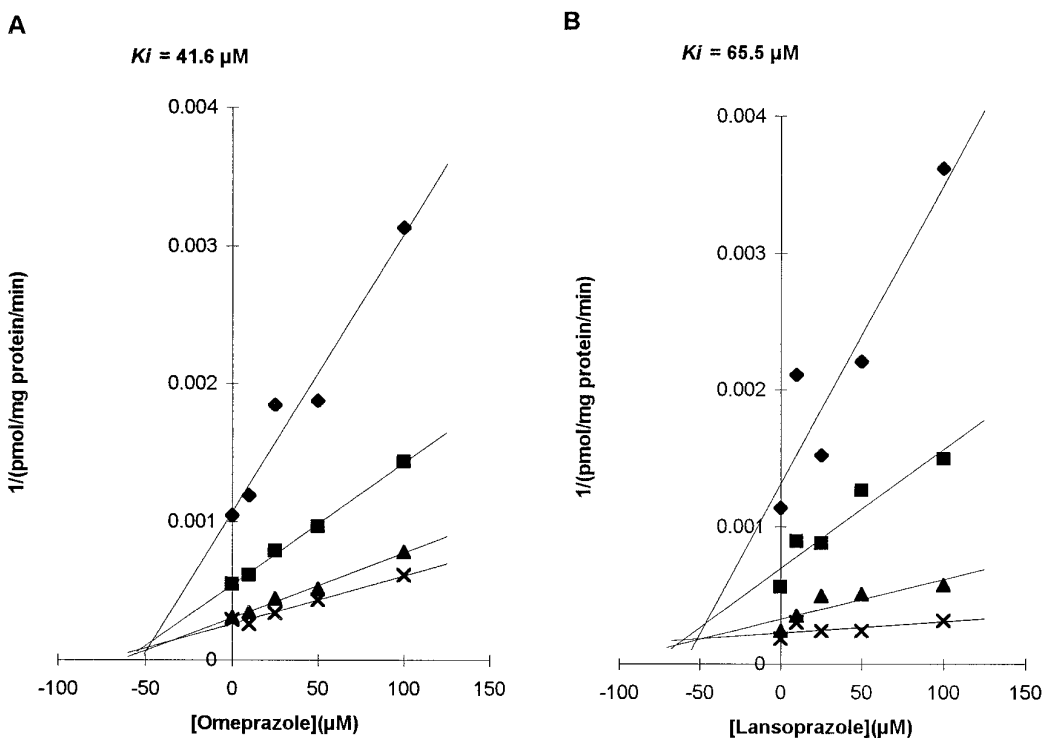 A
Ki = 41.6 µM
0.004
0.003
0.002
0.001
0
-100
-50
0
50
100
150
1/(pmol/mg protein/min)
[Omeprazole](µM)
B
Ki = 65.5 µM
0.004
0.003
0.002
0.001
0
-100
-50
0
50
100
150
1/(pmol/mg protein/min)
[Lansoprazole](µM)